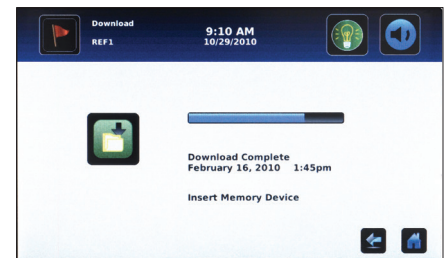 Download
REF1
9:10 AM
10/29/2010
Download Complete
February 16, 2010 1:45pm
Insert Memory Device